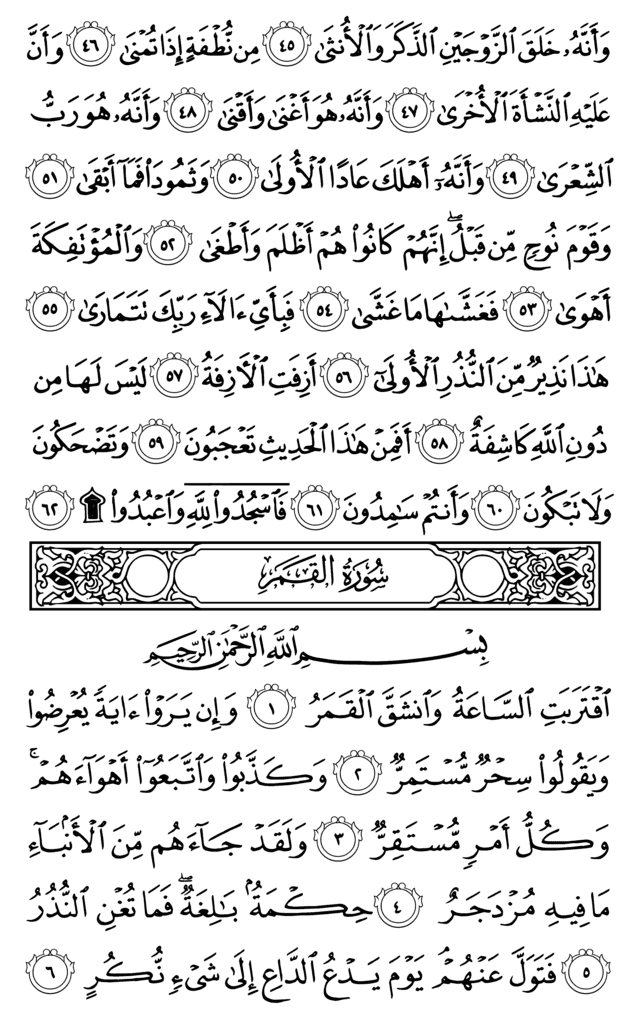 وَأَنَّهُۥ خَلَقَ ٱلزَّوْجَيْنِ ٱلذَّكَرَ وَٱلْأُنثَىٰ ٤٥ مِن نُّطْفَةٍ إِذَا تُمْنَىٰ ٤٦ وَأَنَّ
عَلَيْهِ ٱلنَّشْأَةَ ٱلْأُخْرَىٰ ٤٧ وَأَنَّهُۥ هُوَ أَغْنَىٰ وَأَقْنَىٰ ٤٨ وَأَنَّهُۥ هُوَ رَبُّ
ٱلشِّعْرَىٰ ٤٩ وَأَنَّهُۥٓ أَهْلَكَ عَادًا ٱلْأُولَىٰ ٥٠ وَثَمُودَا۟ فَمَآ أَبْقَىٰ ٥١
وَقَوْمَ نُوحٍ مِّن قَبْلُ ۖ إِنَّهُمْ كَانُوا۟ هُمْ أَظْلَمَ وَأَطْغَىٰ ٥٢ وَٱلْمُؤْتَفِكَةَ
أَهْوَىٰ ٥٣ فَغَشَّىٰهَا مَا غَشَّىٰ ٥٤ فَبِأَىِّ ءَالَآءِ رَبِّكَ تَتَمَارَىٰ ٥٥
هَٰذَا نَذِيرٌ مِّنَ ٱلنُّذُرِ ٱلْأُولَىٰٓ ٥٦ أَزِفَتِ ٱلْءَازِفَةُ ٥٧ لَيْسَ لَهَا مِن
دُونِ ٱللَّهِ كَاشِفَةٌ ٥٨ أَفَمِنْ هَٰذَا ٱلْحَدِيثِ تَعْجَبُونَ ٥٩ وَتَضْحَكُونَ
وَلَا تَبْكُونَ ٦٠ وَأَنتُمْ سَٰمِدُونَ ٦١ فَٱسْجُدُوا۟ لِلَّهِ وَٱعْبُدُوا۟ ۩ ٦٢
سُورَةُ القَمَرِ
بِسْمِ ٱللَّهِ ٱلرَّحْمَٰنِ ٱلرَّحِيمِ
ٱقْتَرَبَتِ ٱلسَّاعَةُ وَٱنشَقَّ ٱلْقَمَرُ ١ وَإِن يَرَوْا۟ ءَايَةً يُعْرِضُوا۟
وَيَقُولُوا۟ سِحْرٌ مُّسْتَمِرٌّ ٢ وَكَذَّبُوا۟ وَٱتَّبَعُوٓا۟ أَهْوَآءَهُمْ ۚ
وَكُلُّ أَمْرٍ مُّسْتَقِرٌّ ٣ وَلَقَدْ جَآءَهُم مِّنَ ٱلْأَنۢبَآءِ
مَا فِيهِ مُزْدَجَرٌ ٤ حِكْمَةٌۢ بَٰلِغَةٌ ۖ فَمَا تُغْنِ ٱلنُّذُرُ
٥ فَتَوَلَّ عَنْهُمْ ۘ يَوْمَ يَدْعُ ٱلدَّاعِ إِلَىٰ شَىْءٍ نُّكُرٍ ٦